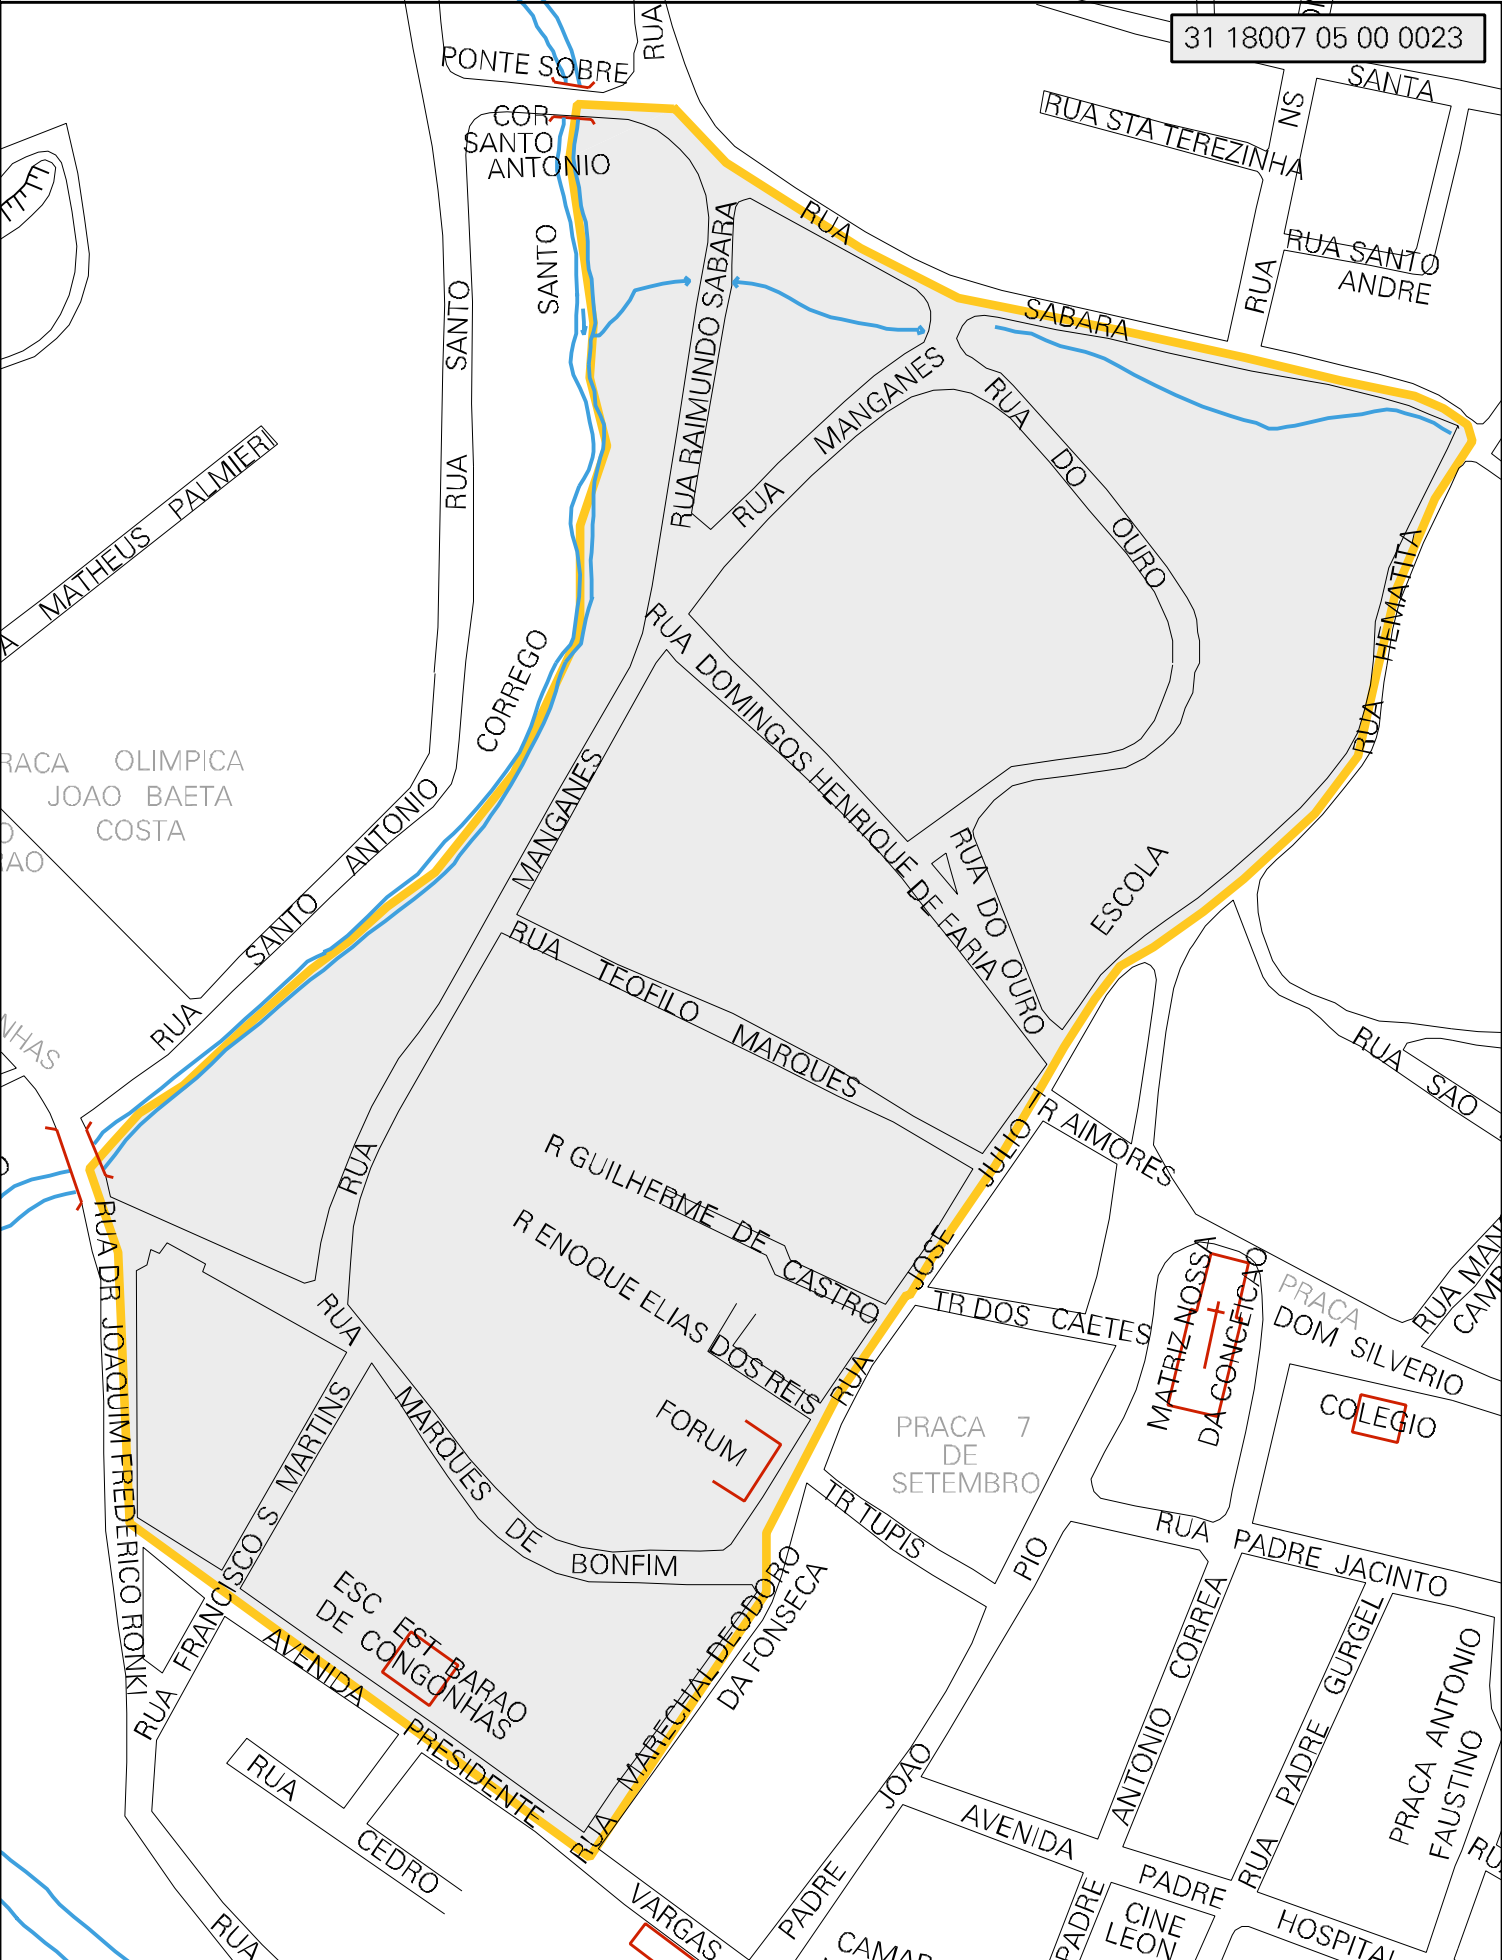 31 18007 05 00 0023
PONTE SOBRE
RUA
COR
SANTO
ANTONIO
SANTA
RUA STA TEREZINHA
NS
RUA SANTO
ANDRE
RUA
RUA
SABARA
SANTO
CORREGO
RUA SANTO
RUA RAIMUNDO SABARA
RUA MANGANES
RUA DO OURO
MATHEUS PALMIERI
RUA HEMATITA
RUA DOMINGOS HENRIQUE DE FARIA
OLIMPICA
JOAO BAETA
COSTA
RUA SANTO ANTONIO
RUA MANGANES
RUA DO OURO
ESCOLA
RUA TEOFILO MARQUES
RUA SAO
TR AIMORES
R GUILHERME DE CASTRO
R ENOQUE ELIAS DOS REIS
RUA JOSE JULIO
TR DOS CAETES
MATRIZ NOSSA
DA CONCEICAO
PRACA
DOM SILVERIO
COLEGIO
RUA DR JOAQUIM FREDERICO RONKI
RUA MARQUES DE BONFIM
FORUM
PRACA 7
DE
SETEMBRO
TR TUPIS
RUA PADRE JACINTO
RUA FRANCISCO S MARTINS
ESC EST BARAO
DE CONGONHAS
RUA MARECHAL DEODORO
DA FONSECA
AVENIDA PRESIDENTE VARGAS
PADRE JOAO PIO
ANTONIO CORREA
RUA PADRE GURGEL
PRACA ANTONIO
FAUSTINO
RUA CEDRO
AVENIDA PADRE
RUA
PADRE
CINE
LEON
HOSPITAL